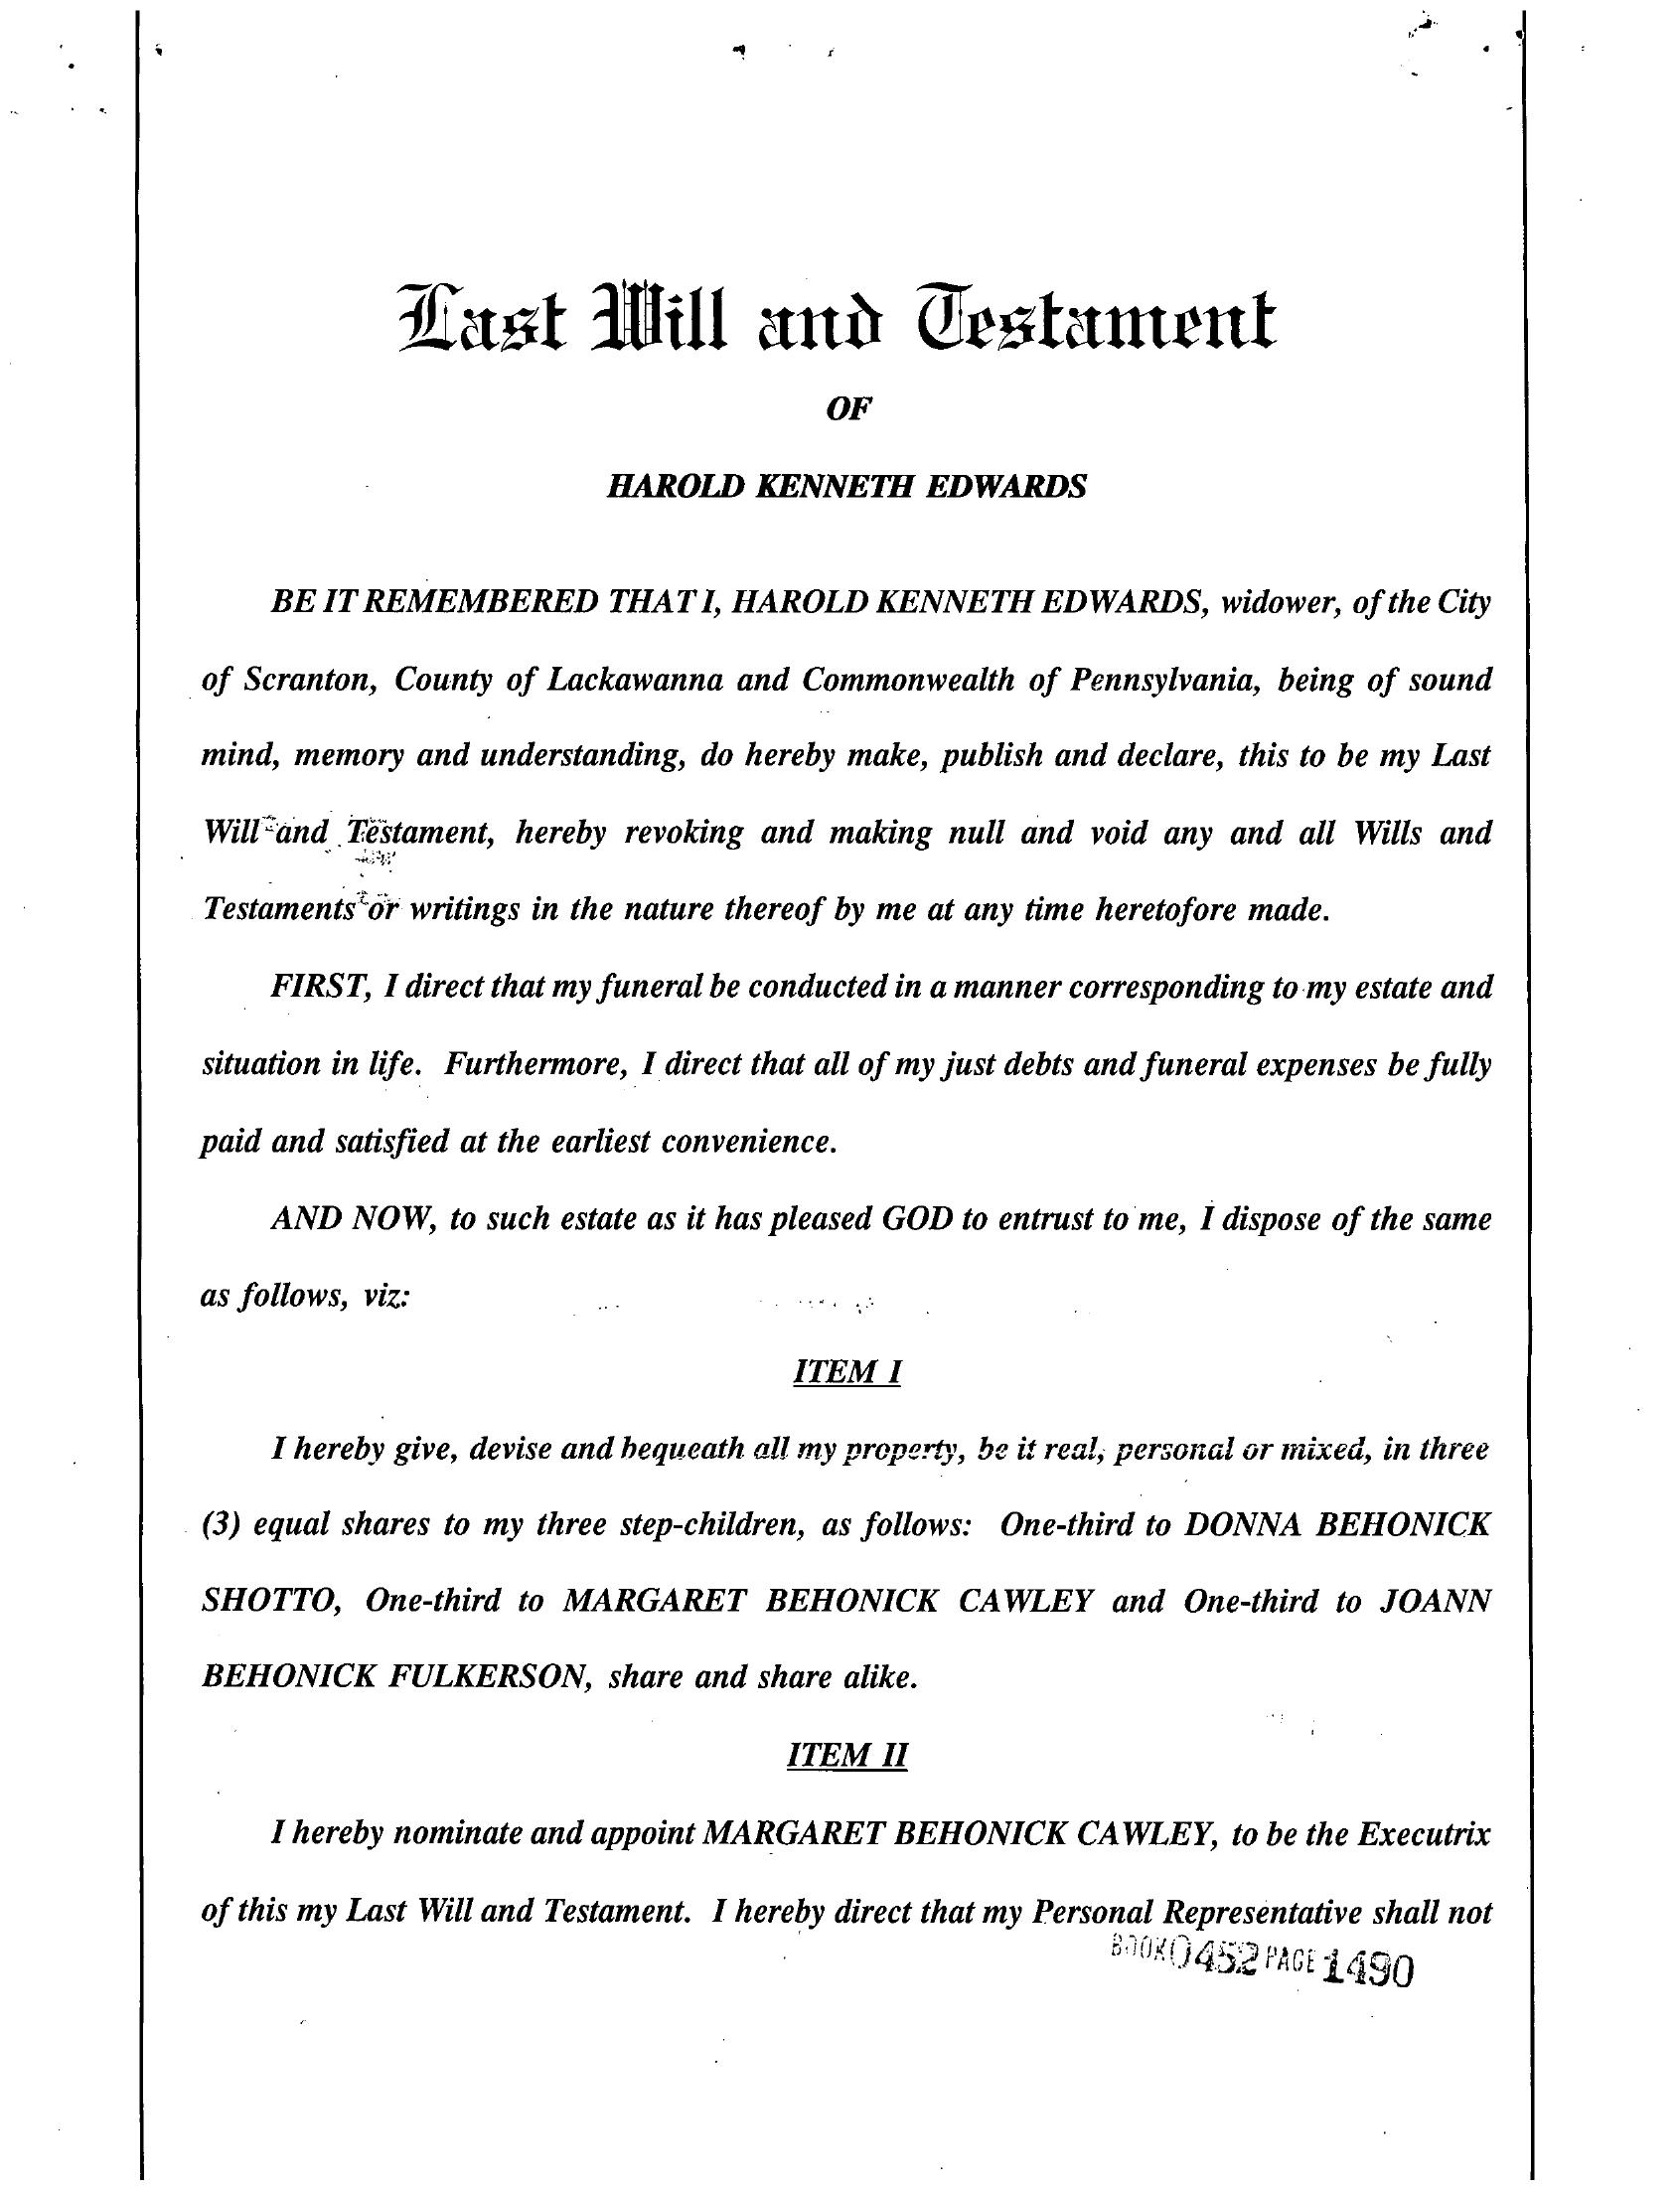 Last Will and Testament
OF
HAROLD KENNETH EDWARDS
BE IT REMEMBERED THAT I, HAROLD KENNETH EDWARDS, widower, of the City
of Scranton, County of Lackawanna and Commonwealth of Pennsylvania, being of sound
mind, memory and understanding, do hereby make, publish and declare, this to be my Last
Will and Testament, hereby revoking and making null and void any and all Wills and
Testaments or writings in the nature thereof by me at any time heretofore made.
FIRST, I direct that my funeral be conducted in a manner corresponding to my estate and
situation in life. Furthermore, I direct that all of my just debts and funeral expenses be fully
paid and satisfied at the earliest convenience.
AND NOW, to such estate as it has pleased GOD to entrust to me, I dispose of the same
as follows, viz:
ITEM I
I hereby give, devise and bequeath all my property, be it real, personal or mixed, in three
(3) equal shares to my three step-children, as follows: One-third to DONNA BEHONICK
SHOTTO, One-third to MARGARET BEHONICK CAWLEY and One-third to JOANN
BEHONICK FULKERSON, share and share alike.
ITEM II
I hereby nominate and appoint MARGARET BEHONICK CAWLEY, to be the Executrix
of this my Last Will and Testament. I hereby direct that my Personal Representative shall not
BOOK 0452 PAGE 1490